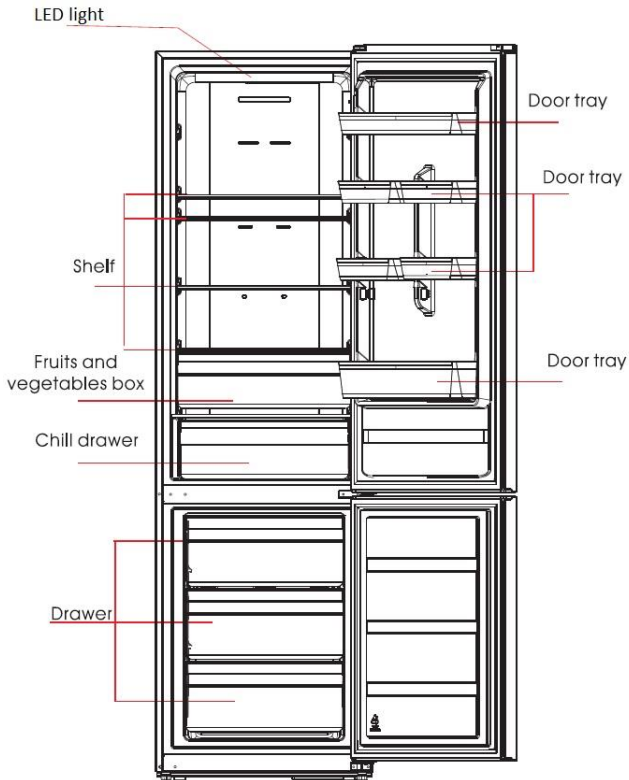 LED light
Door tray
Door tray
Shelf
Fruits and
vegetables box
Door tray
Chill drawer
Drawer